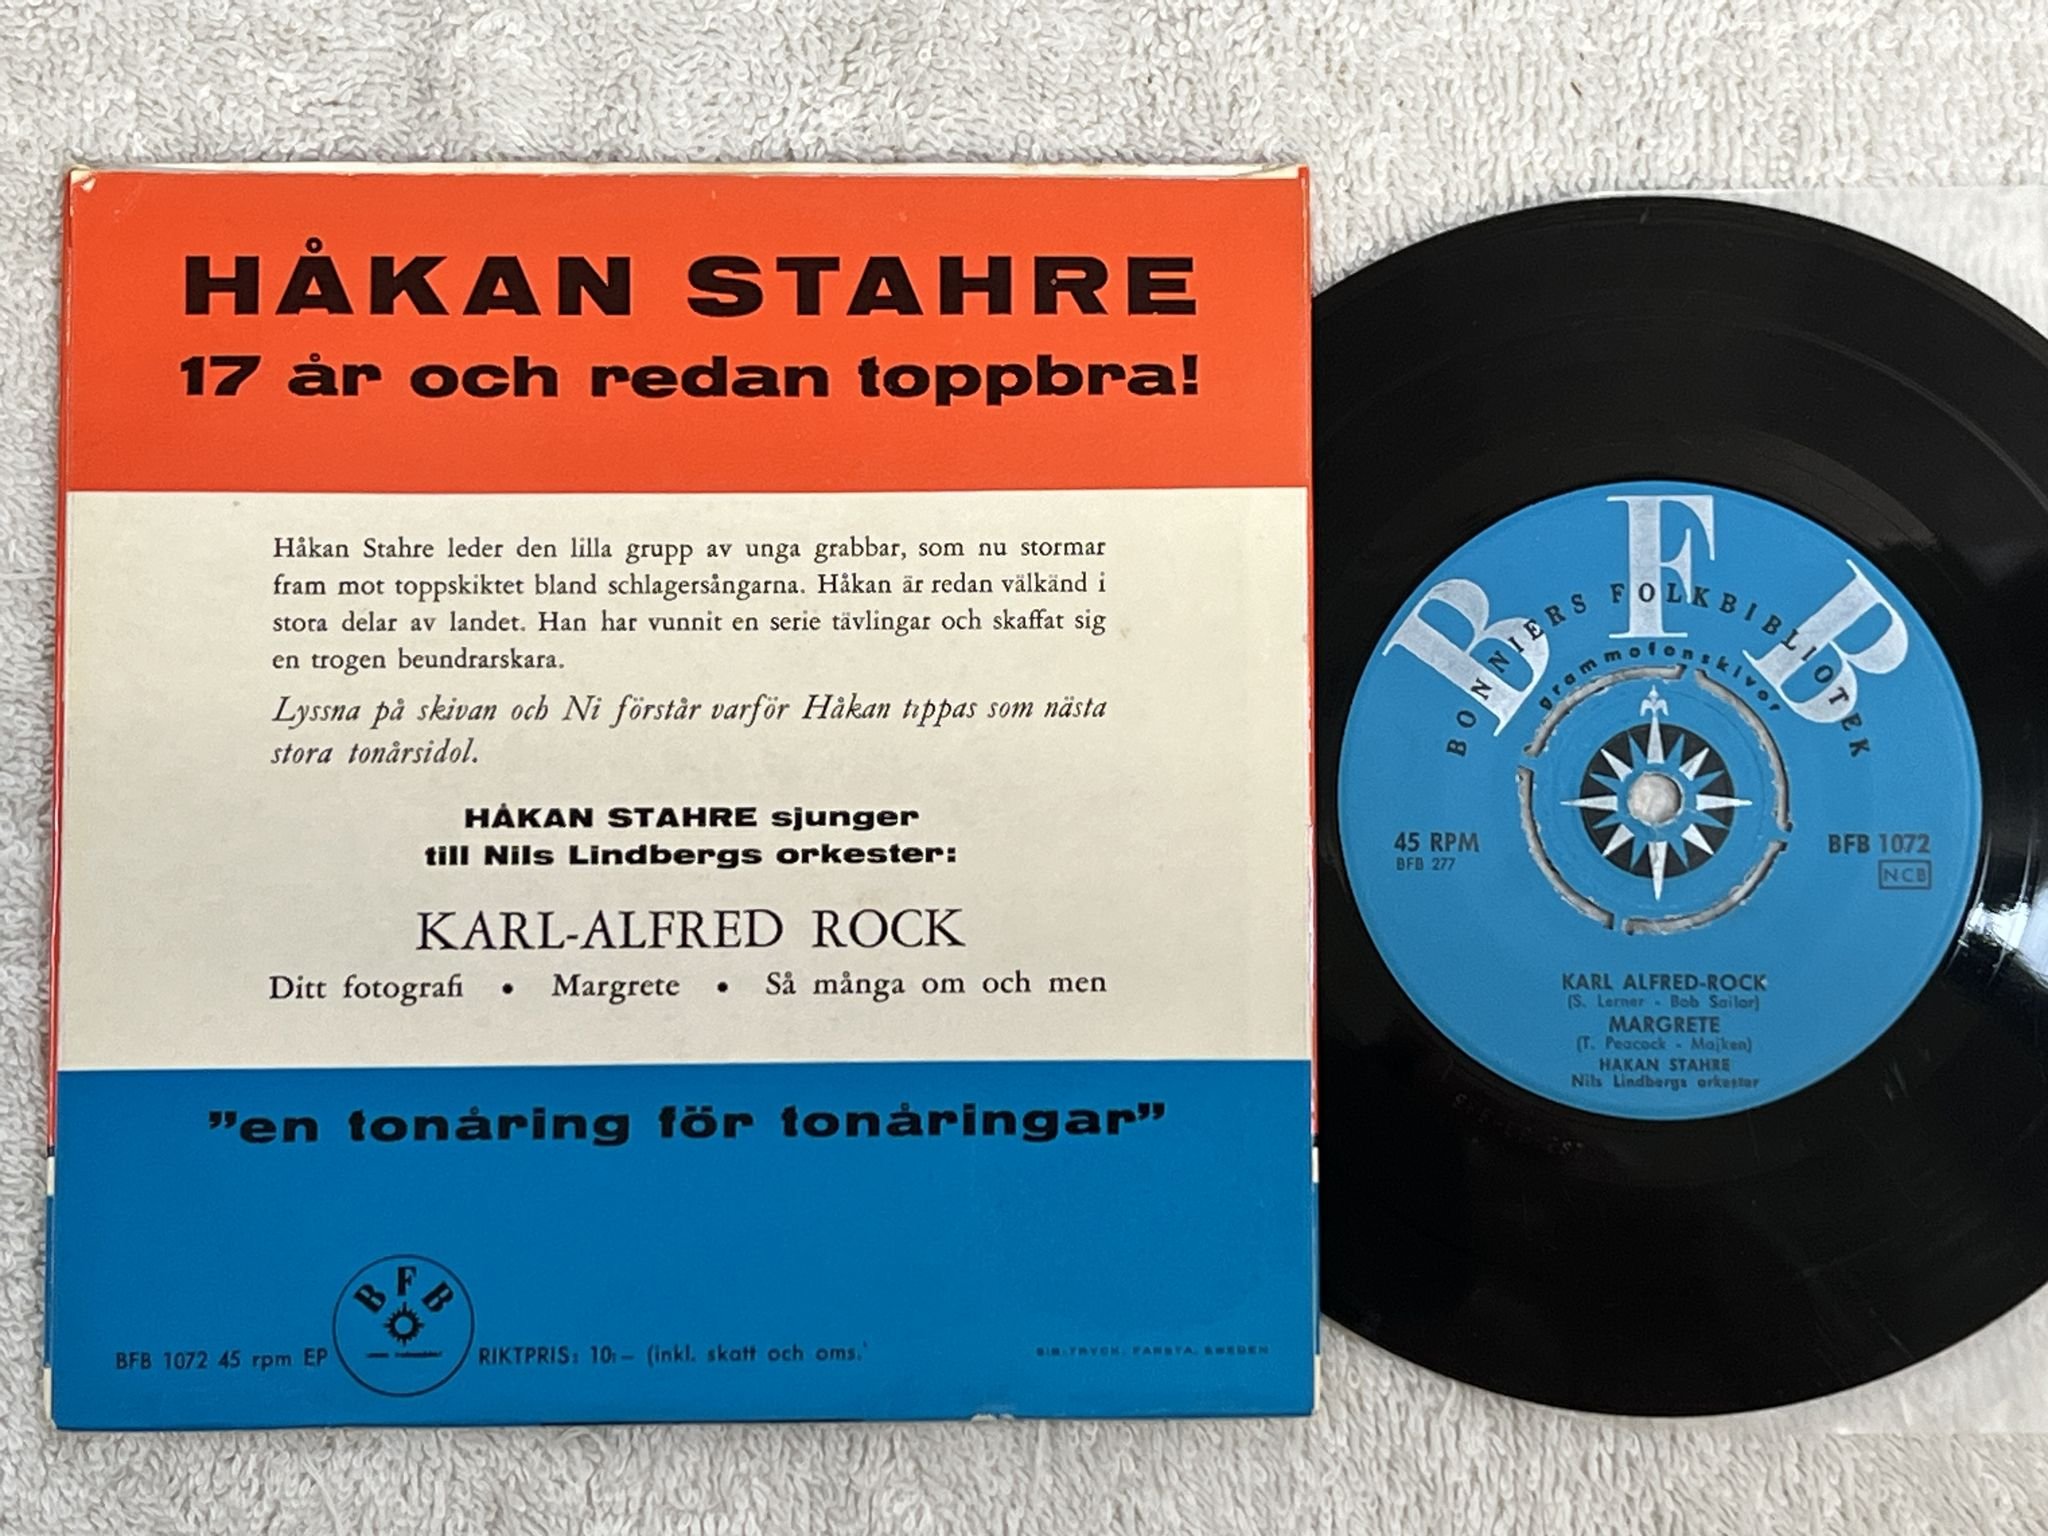 HÅKAN STAHRE
17 år och redan toppbra!
Håkan Stahre leder den lilla grupp av unga grabbar, som nu stormar
fram mot toppskiktet bland schlagersångarna. Håkan är redan välkänd i
stora delar av landet. Han har vunnit en serie tävlingar och skaffat sig
en trogen beundrarskara.
Lyssna på skivan och Ni förstår varför Håkan tippas som nästa
stora tonårsidol.
HÅKAN STAHRE sjunger
till Nils Lindbergs orkester:
KARL-ALFRED ROCK
Ditt fotografi • Margrete • Så många om och men
”en tonåring för tonåringar”
BFB
BFB 1072 45 rpm EP
RIKTPRIS: 10:– (inkl. skatt och oms.
SIB-TRYCK, FARSTA, SWEDEN
BFB
BONNIERS FOLKBIBLIOTEK
grammofonskivor
45 RPM
BFB 277
BFB 1072
NCB
KARL ALFRED-ROCK
(S. Lerner - Bob Sailor)
MARGRETE
(T. Peacock - Majken)
HAKAN STAHRE
Nils Lindbergs orkester